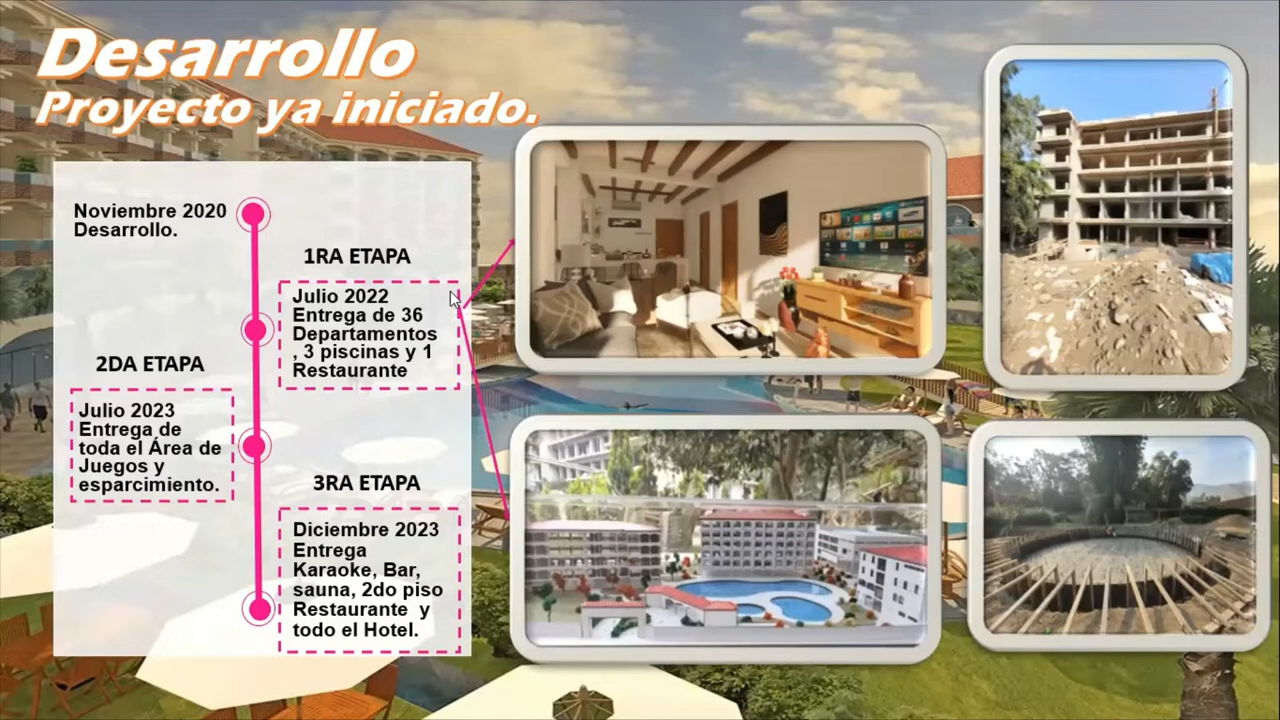 Desarrollo
Proyecto ya iniciado.
Noviembre 2020
Desarrollo.
1RA ETAPA
Julio 2022
Entrega de 36
Departamentos
, 3 piscinas y 1
Restaurante
2DA ETAPA
Julio 2023
Entrega de
toda el Área de
Juegos y
esparcimiento.
3RA ETAPA
Diciembre 2023
Entrega
Karaoke, Bar,
sauna, 2do piso
Restaurante y
todo el Hotel.